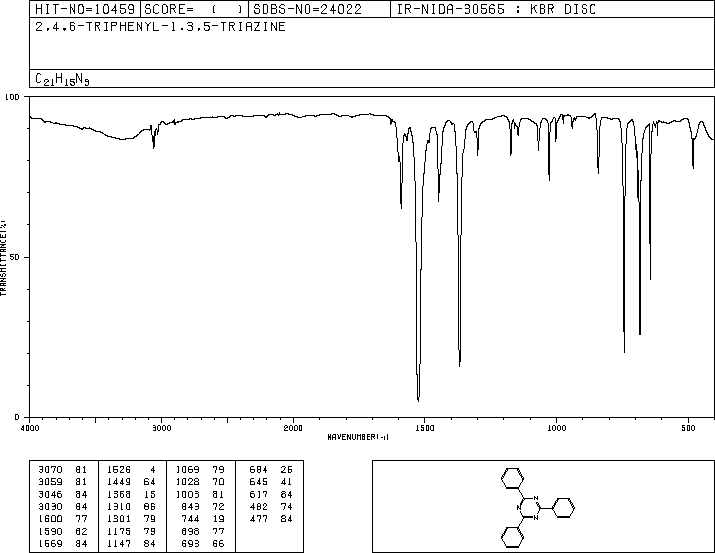 HIT-NO=10459 SCORE= ( ) SDBS-NO=24022 IR-NIDA-30565 : KBR DISC
2,4,6-TRIPHENYL-1,3,5-TRIAZINE
C21H15N3
100
50
0
TRANSMITTANCE(%)
4000 3000 2000 1500 1000 500
WAVENUMBER(-1)
3070 81 1526 4 1069 79 684 25
3059 81 1449 64 1028 70 645 41
3046 84 1368 15 1003 81 617 84
3030 84 1310 86 843 72 482 74
1600 77 1301 79 744 19 477 84
1590 62 1175 79 698 77
1569 84 1147 84 693 66
N N
N